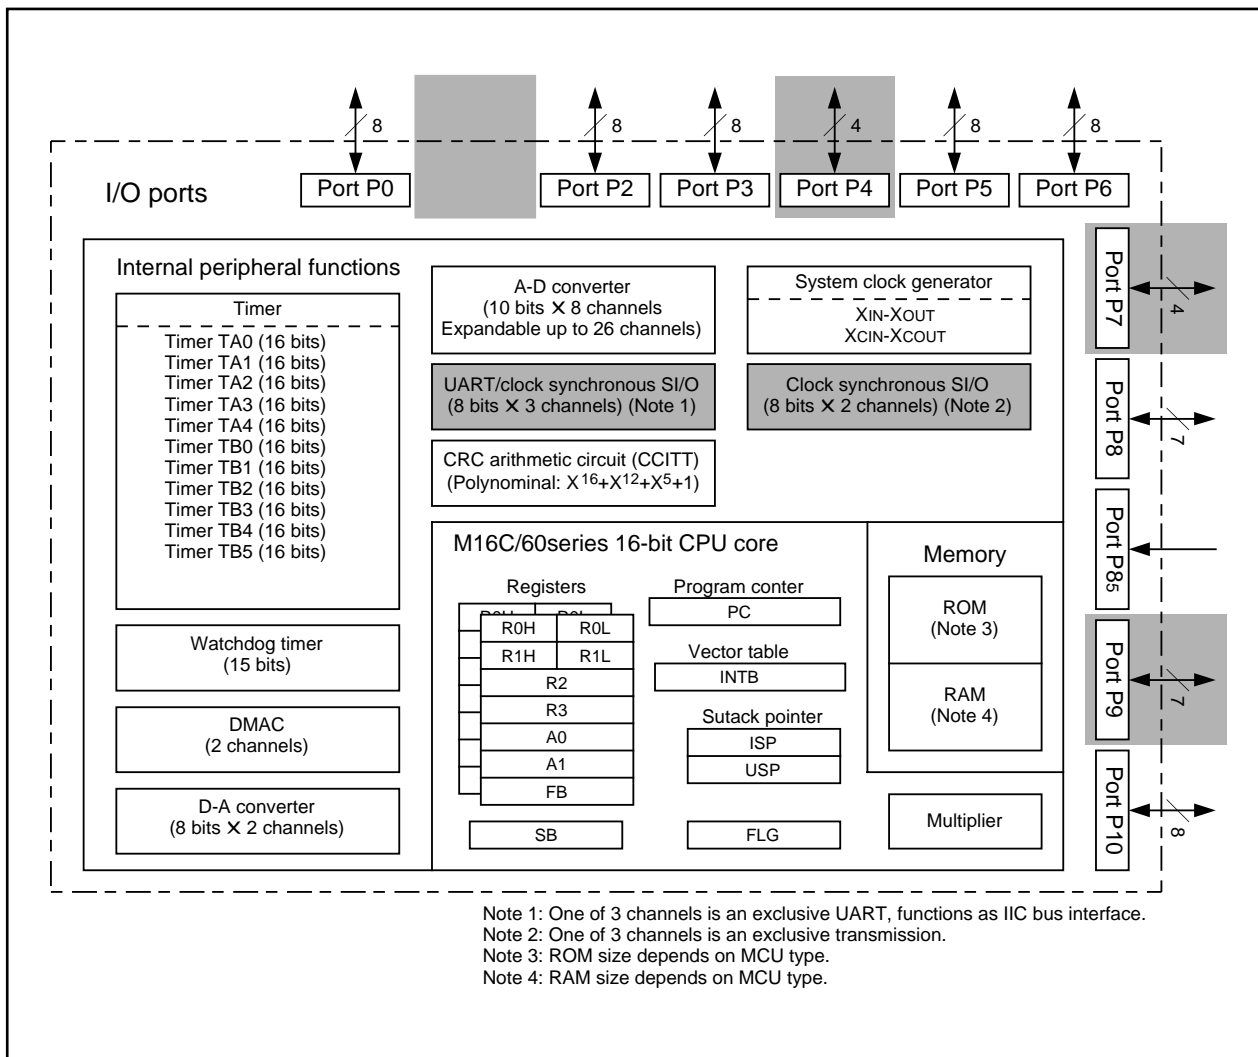 8
8
8
4
8
8
I/O ports
Port P0
Port P2
Port P3
Port P4
Port P5
Port P6
Internal peripheral functions
Timer
Timer TA0 (16 bits)
Timer TA1 (16 bits)
Timer TA2 (16 bits)
Timer TA3 (16 bits)
Timer TA4 (16 bits)
Timer TB0 (16 bits)
Timer TB1 (16 bits)
Timer TB2 (16 bits)
Timer TB3 (16 bits)
Timer TB4 (16 bits)
Timer TB5 (16 bits)
Watchdog timer
(15 bits)
DMAC
(2 channels)
D-A converter
(8 bits X 2 channels)
A-D converter
(10 bits X 8 channels
Expandable up to 26 channels)
System clock generator
XIN-XOUT
XCIN-XCOUT
UART/clock synchronous SI/O
(8 bits X 3 channels) (Note 1)
Clock synchronous SI/O
(8 bits X 2 channels) (Note 2)
CRC arithmetic circuit (CCITT)
(Polynominal: X16+X12+X5+1)
M16C/60series 16-bit CPU core
Registers
R0H R0L
R0H R0L
R1H R1L
R2
R3
A0
A1
FB
SB
Program conter
PC
Vector table
INTB
Sutack pointer
ISP
USP
FLG
Memory
ROM
(Note 3)
RAM
(Note 4)
Multiplier
Port P7
4
Port P8
7
Port P85
Port P9
7
Port P10
8
Note 1: One of 3 channels is an exclusive UART, functions as IIC bus interface.
Note 2: One of 3 channels is an exclusive transmission.
Note 3: ROM size depends on MCU type.
Note 4: RAM size depends on MCU type.